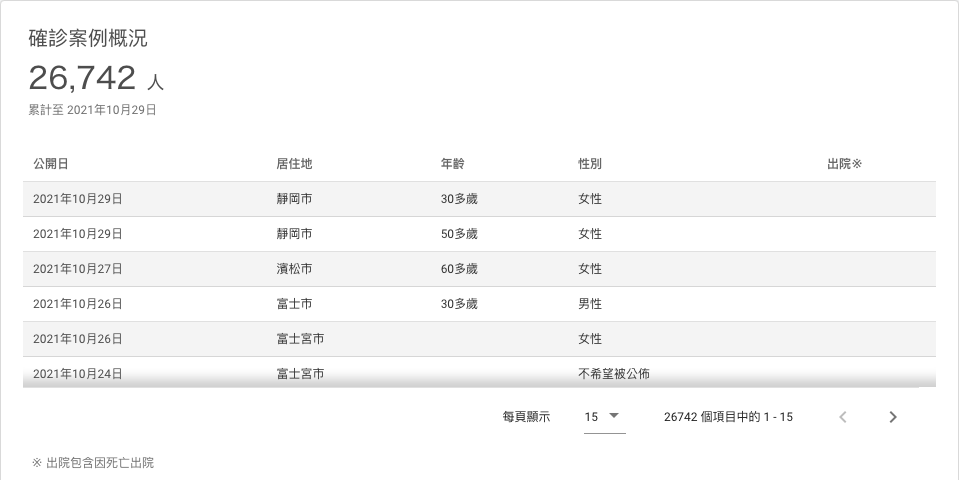 確診案例概況
26,742 人
累計至 2021年10月29日
公開日 居住地 年齡 性別 出院※
2021年10月29日 靜岡市 30多歲 女性
2021年10月29日 靜岡市 50多歲 女性
2021年10月27日 濱松市 60多歲 女性
2021年10月26日 富士市 30多歲 男性
2021年10月26日 富士宮市 女性
2021年10月24日 富士宮市 不希望被公佈
每頁顯示 15 26742 個項目中的 1 - 15
※ 出院包含因死亡出院